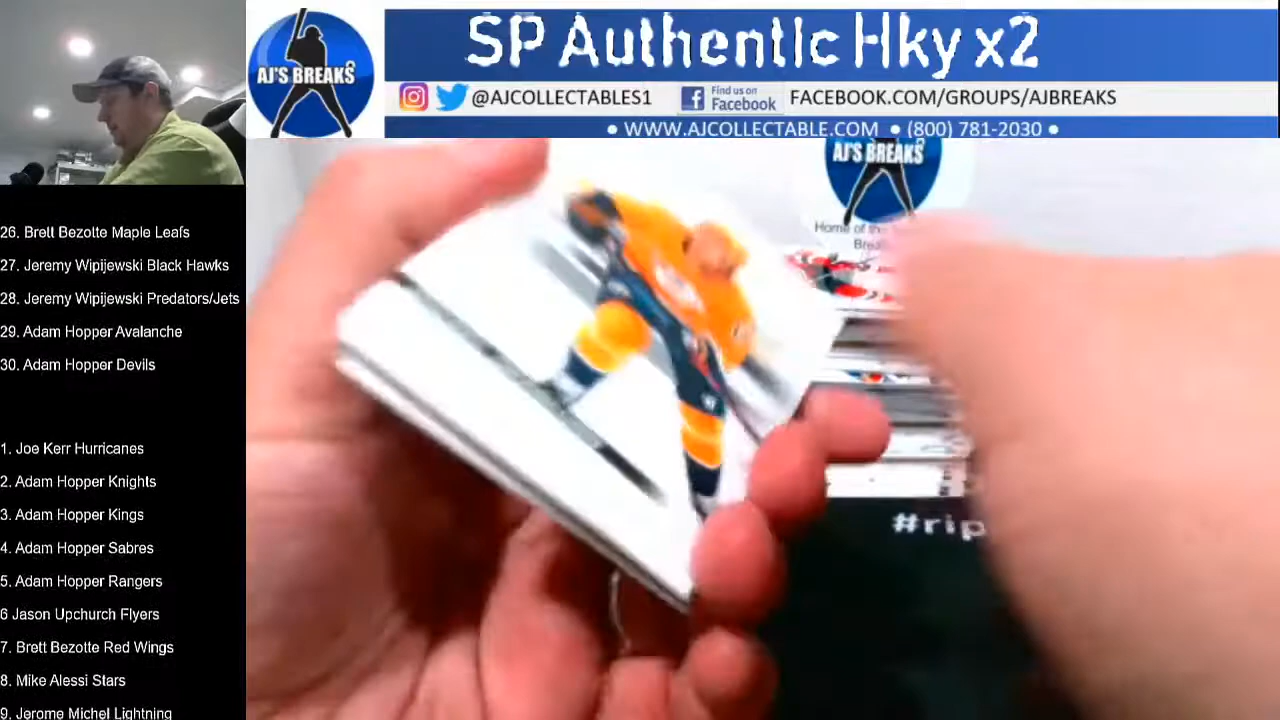 SP Authentic Hky x2
AJ'S BREAKS
@AJCOLLECTABLES1
Find us on
Facebook
FACEBOOK.COM/GROUPS/AJBREAKS
• WWW.AJCOLLECTABLE.COM • (800) 781-2030 •
AJ'S BREAKS
Home of the
#rip
26. Brett Bezotte Maple Leafs
27. Jeremy Wipijewski Black Hawks
28. Jeremy Wipijewski Predators/Jets
29. Adam Hopper Avalanche
30. Adam Hopper Devils
1. Joe Kerr Hurricanes
2. Adam Hopper Knights
3. Adam Hopper Kings
4. Adam Hopper Sabres
5. Adam Hopper Rangers
6 Jason Upchurch Flyers
7. Brett Bezotte Red Wings
8. Mike Alessi Stars
9. Jerome Michel Lightning